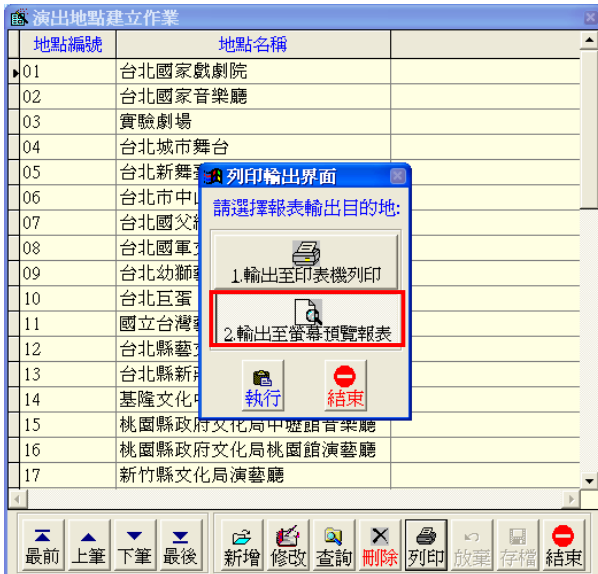 演出地點建立作業
地點編號 地點名稱
01 台北國家戲劇院
02 台北國家音樂廳
03 實驗劇場
04 台北城市舞台
05 台北新舞
06 台北市中
07 台北國父
08 台北國軍
09 台北幼獅
10 台北巨蛋
11 國立台灣
12 台北縣藝
13 台北縣新
14 基隆文化
15 桃園縣政府文化局中壢館音樂廳
16 桃園縣政府文化局桃園館演藝廳
17 新竹縣文化局演藝廳
列印輸出界面
請選擇報表輸出目的地:
1.輸出至印表機列印
2.輸出至螢幕預覽報表
執行 結束
最前 上筆 下筆 最後 新增 修改 查詢 刪除 列印 放棄 存檔 結束